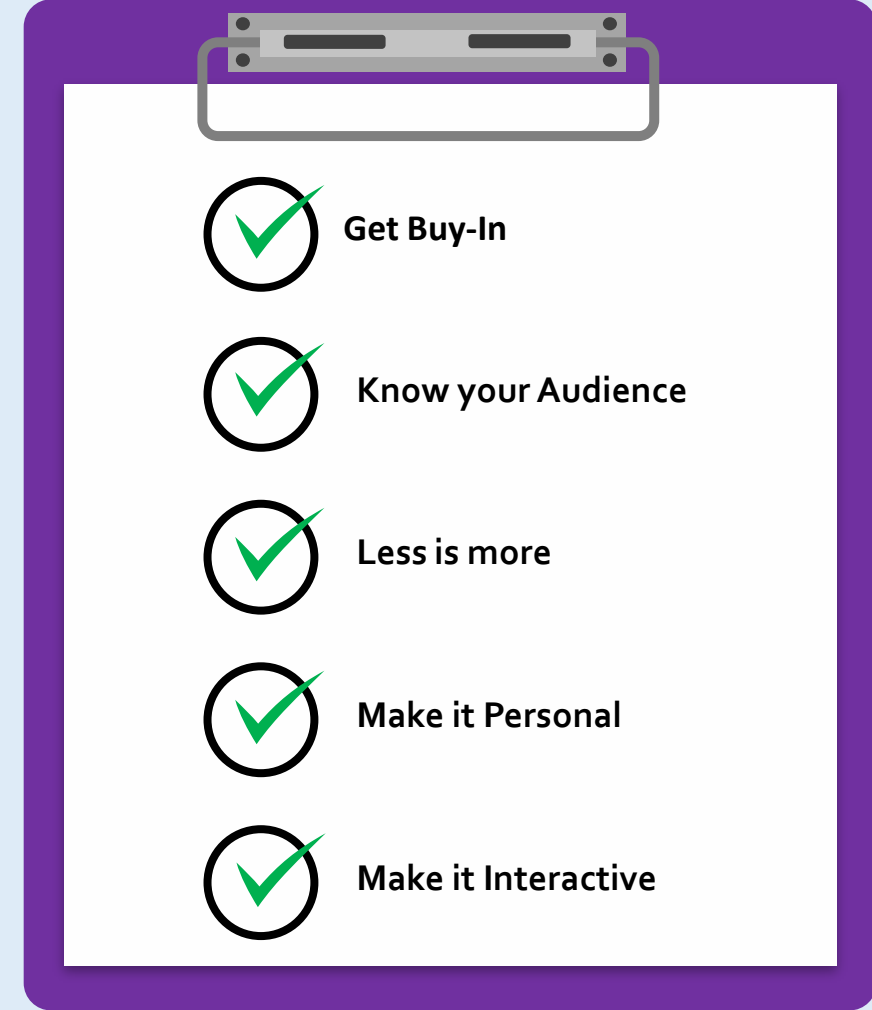 Get Buy-In
Know your Audience
Less is more
Make it Personal
Make it Interactive